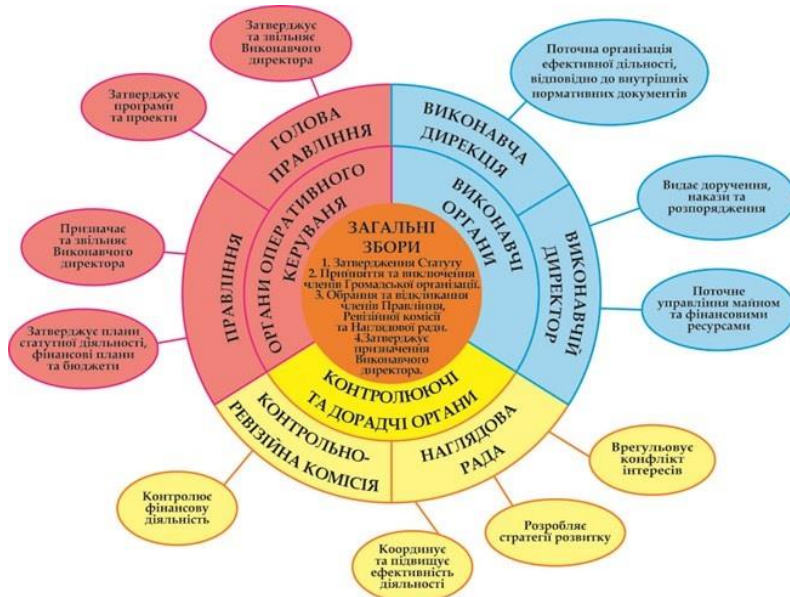 Затверджує
та звільняє
Виконавчого
директора
Затверджує
програми
та проекти
Призначає
та звільняє
Виконавчого
директора
Затверджує плани
статутної діяльності,
фінансові плани
та бюджети
ГОЛОВА
ПРАВЛІННЯ
ПРАВЛІННЯ
ОРГАНИ ОПЕРАТИВНОГО
КЕРУВАНЯ
ВИКОНАВЧА
ДИРЕКЦІЯ
ВИКОНАВЧІ
ОРГАНИ
ВИКОНАВЧІЙ
ДИРЕКТОР
Поточна організація
ефективної дільності,
відповідно до внутрішніх
нормативних документів
Видає доручення,
накази та
розпорядження
Поточне
управління майном
та фінансовими
ресурсами
ЗАГАЛЬНІ
ЗБОРИ
1. Затвердження Статуту
2. Прийняття та виключення
членів Громадської організації.
3. Обрання та відкликання
членів Правління,
Ревізійної комісії
та Наглядової ради.
4.Затверджує
призначення
Виконавчого
директора.
КОНТРОЛЮЮЧІ
ТА ДОРАДЧІ ОРГАНИ
КОНТРОЛЬНО-
РЕВІЗІЙНА КОМІСІЯ
НАГЛЯДОВА
РАДА
Контролює
фінансову
діяльність
Координує
та підвищує
ефективність
діяльності
Розробляє
стратегії розвитку
Врегульовує
конфлікт
інтересів